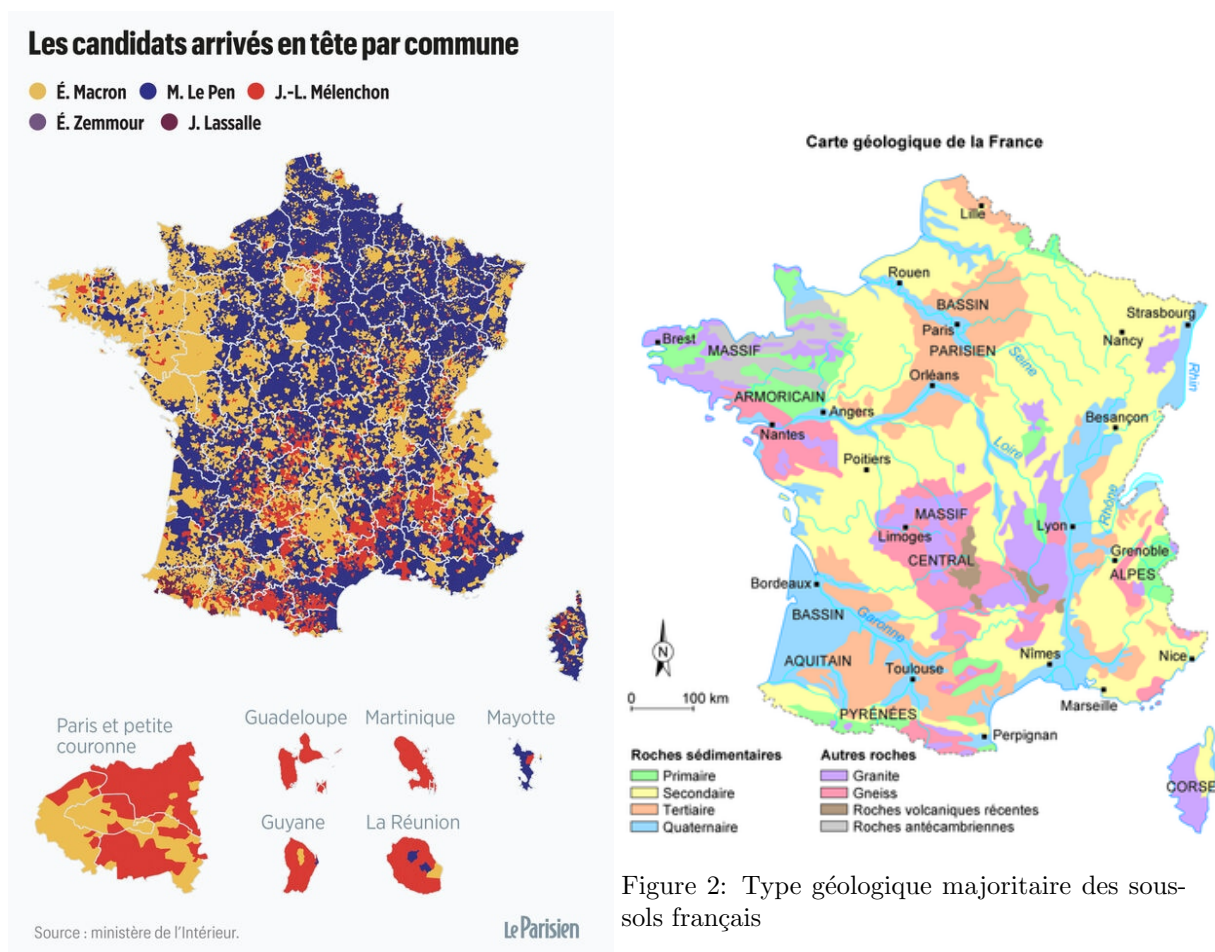 Les candidats arrivés en tête par commune
É. Macron M. Le Pen J.-L. Mélenchon
É. Zemmour J. Lassalle
Paris et petite
couronne
Guadeloupe Martinique Mayotte
Guyane La Réunion
Source : ministère de l'Intérieur.
Le Parisien
Carte géologique de la France
Lille
Rouen
BASSIN
Strasbourg
Paris
Nancy
Brest
MASSIF
PARISIEN
Seine
Rhin
Orléans
ARMORICAIN
Angers
Besançon
Nantes
Loire
Poitiers
Rhône
MASSIF
Lyon
Limoges
Grenoble
CENTRAL
ALPES
Bordeaux
BASSIN
Garonne
N
Nîmes
Nice
AQUITAIN
Toulouse
0 100 km
Marseille
PYRÉNÉES
Perpignan
Roches sédimentaires
Primaire
Secondaire
Tertiaire
Quaternaire
Autres roches
Granite
Gneiss
Roches volcaniques récentes
Roches antécambriennes
CORSE
Figure 2: Type géologique majoritaire des sous-
sols français